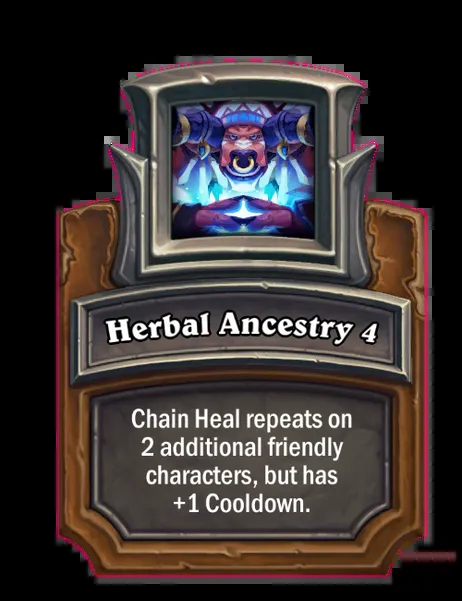 Herbal Ancestry 4
Chain Heal repeats on
2 additional friendly
characters, but has
+1 Cooldown.